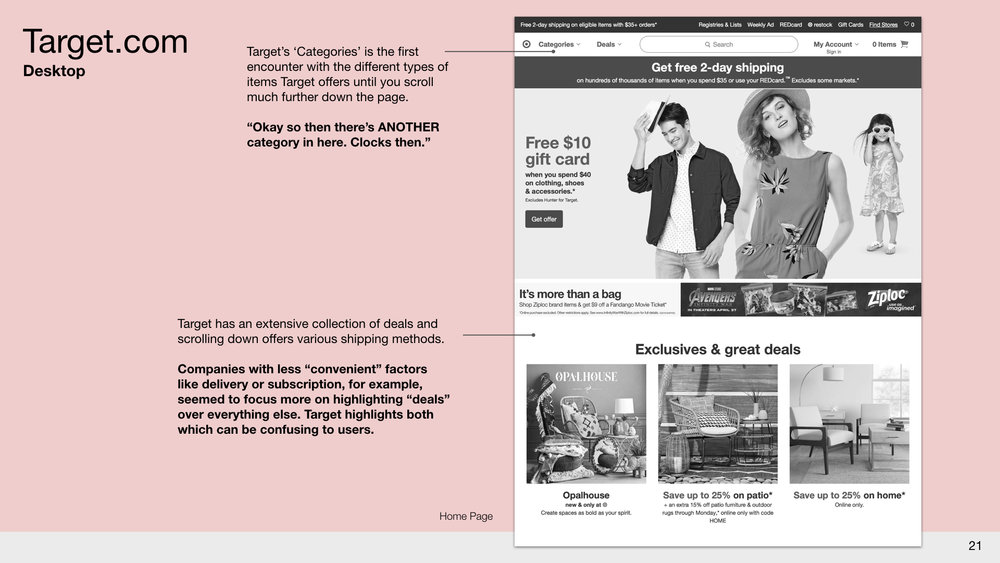 Target.com
Desktop
Target’s ‘Categories’ is the first
encounter with the different types of
items Target offers until you scroll
much further down the page.
“Okay so then there’s ANOTHER
category in here. Clocks then.”
Target has an extensive collection of deals and
scrolling down offers various shipping methods.
Companies with less “convenient” factors
like delivery or subscription, for example,
seemed to focus more on highlighting “deals”
over everything else. Target highlights both
which can be confusing to users.
Home Page
Free 2-day shipping on eligible items with $35+ orders*
Registries & Lists Weekly Ad REDcard restock Gift Cards Find Stores 0
Categories Deals Search My Account 0 Items
Sign in
Get free 2-day shipping
on hundreds of thousands of items when you spend $35 or use your REDcard.™ Excludes some markets.*
Free $10
gift card
when you spend $40
on clothing, shoes
& accessories.*
Excludes Hunter for Target.
Get offer
It’s more than a bag
Shop Ziploc brand items & get $9 off a Fandango Movie Ticket*
MARVEL STUDIOS
AVENGERS
IN THEATERS APRIL 27
Ziploc
use as
imagined
Exclusives & great deals
OPALHOUSE
Opalhouse
new & only at
Create spaces as bold as your spirit.
Save up to 25% on patio*
+ an extra 15% off patio furniture & outdoor
rugs through Monday,* online only with code
HOME
Save up to 25% on home*
Online only.
21